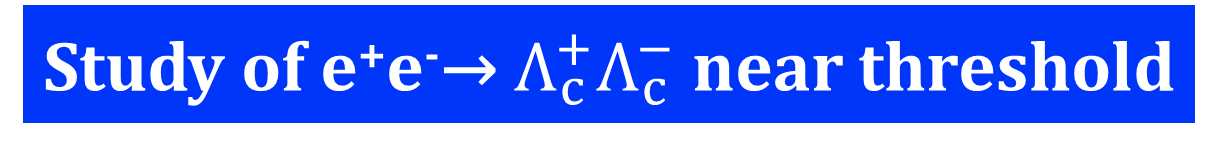 Study of e⁺e⁻→ Λc⁺Λc⁻ near threshold